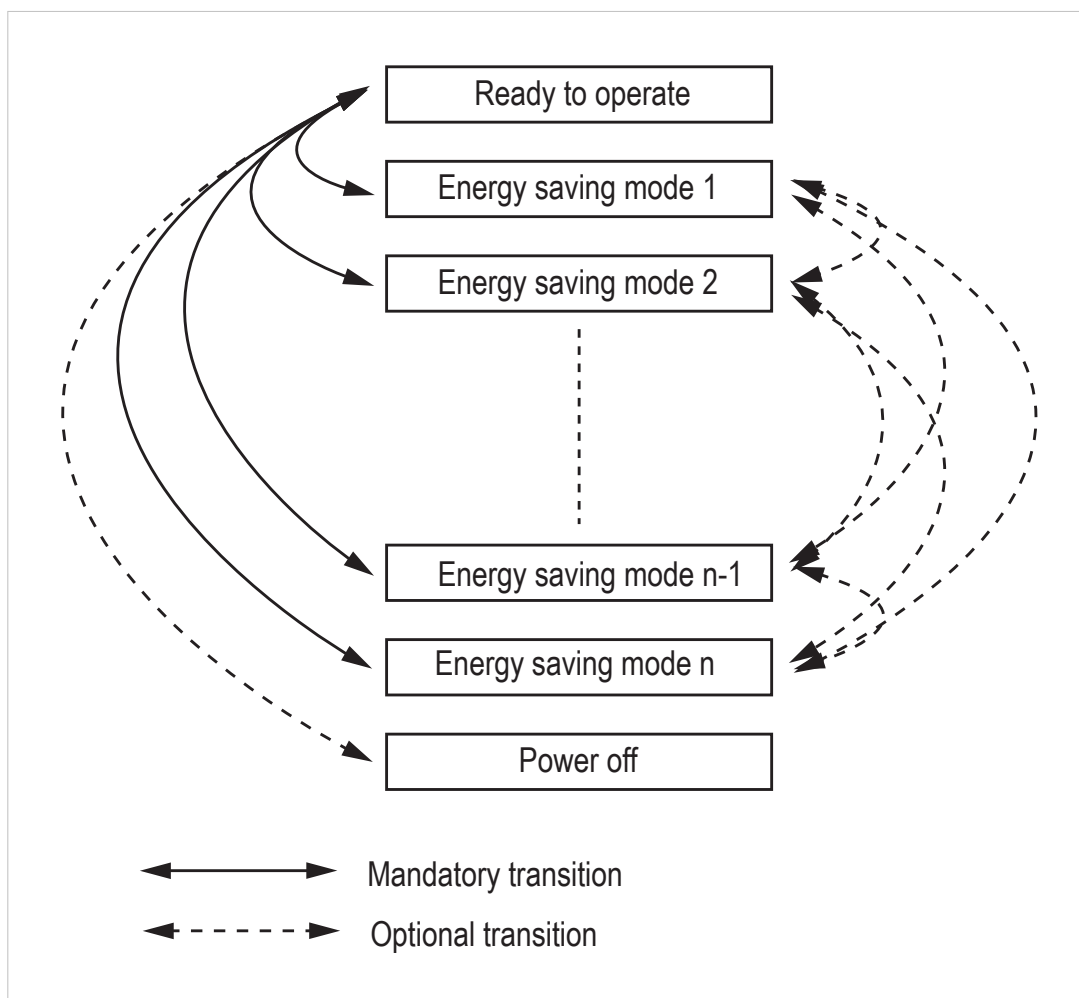 Ready to operate
Energy saving mode 1
Energy saving mode 2
Energy saving mode n-1
Energy saving mode n
Power off
Mandatory transition
Optional transition